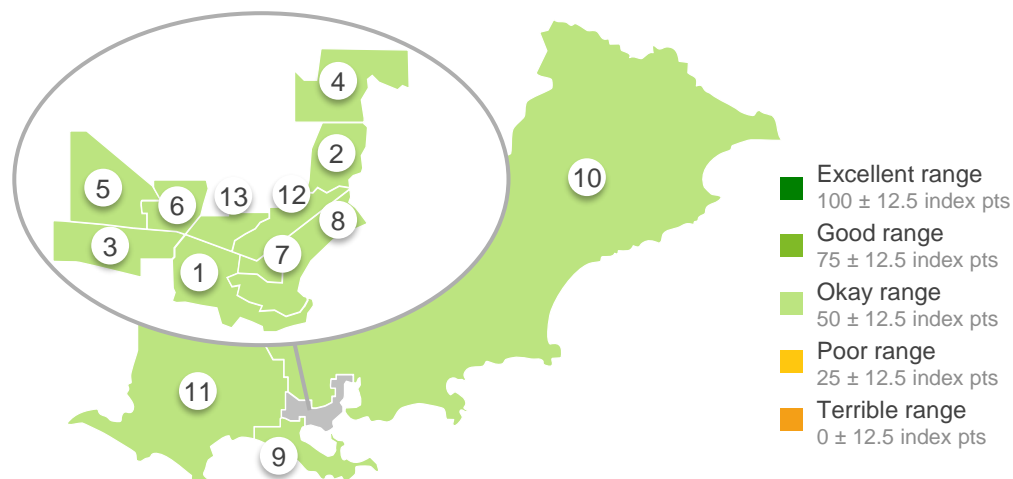 4
2
5
6
13
12
8
3
1
7
10
11
9
Excellent range
100 ± 12.5 index pts
Good range
75 ± 12.5 index pts
Okay range
50 ± 12.5 index pts
Poor range
25 ± 12.5 index pts
Terrible range
0 ± 12.5 index pts